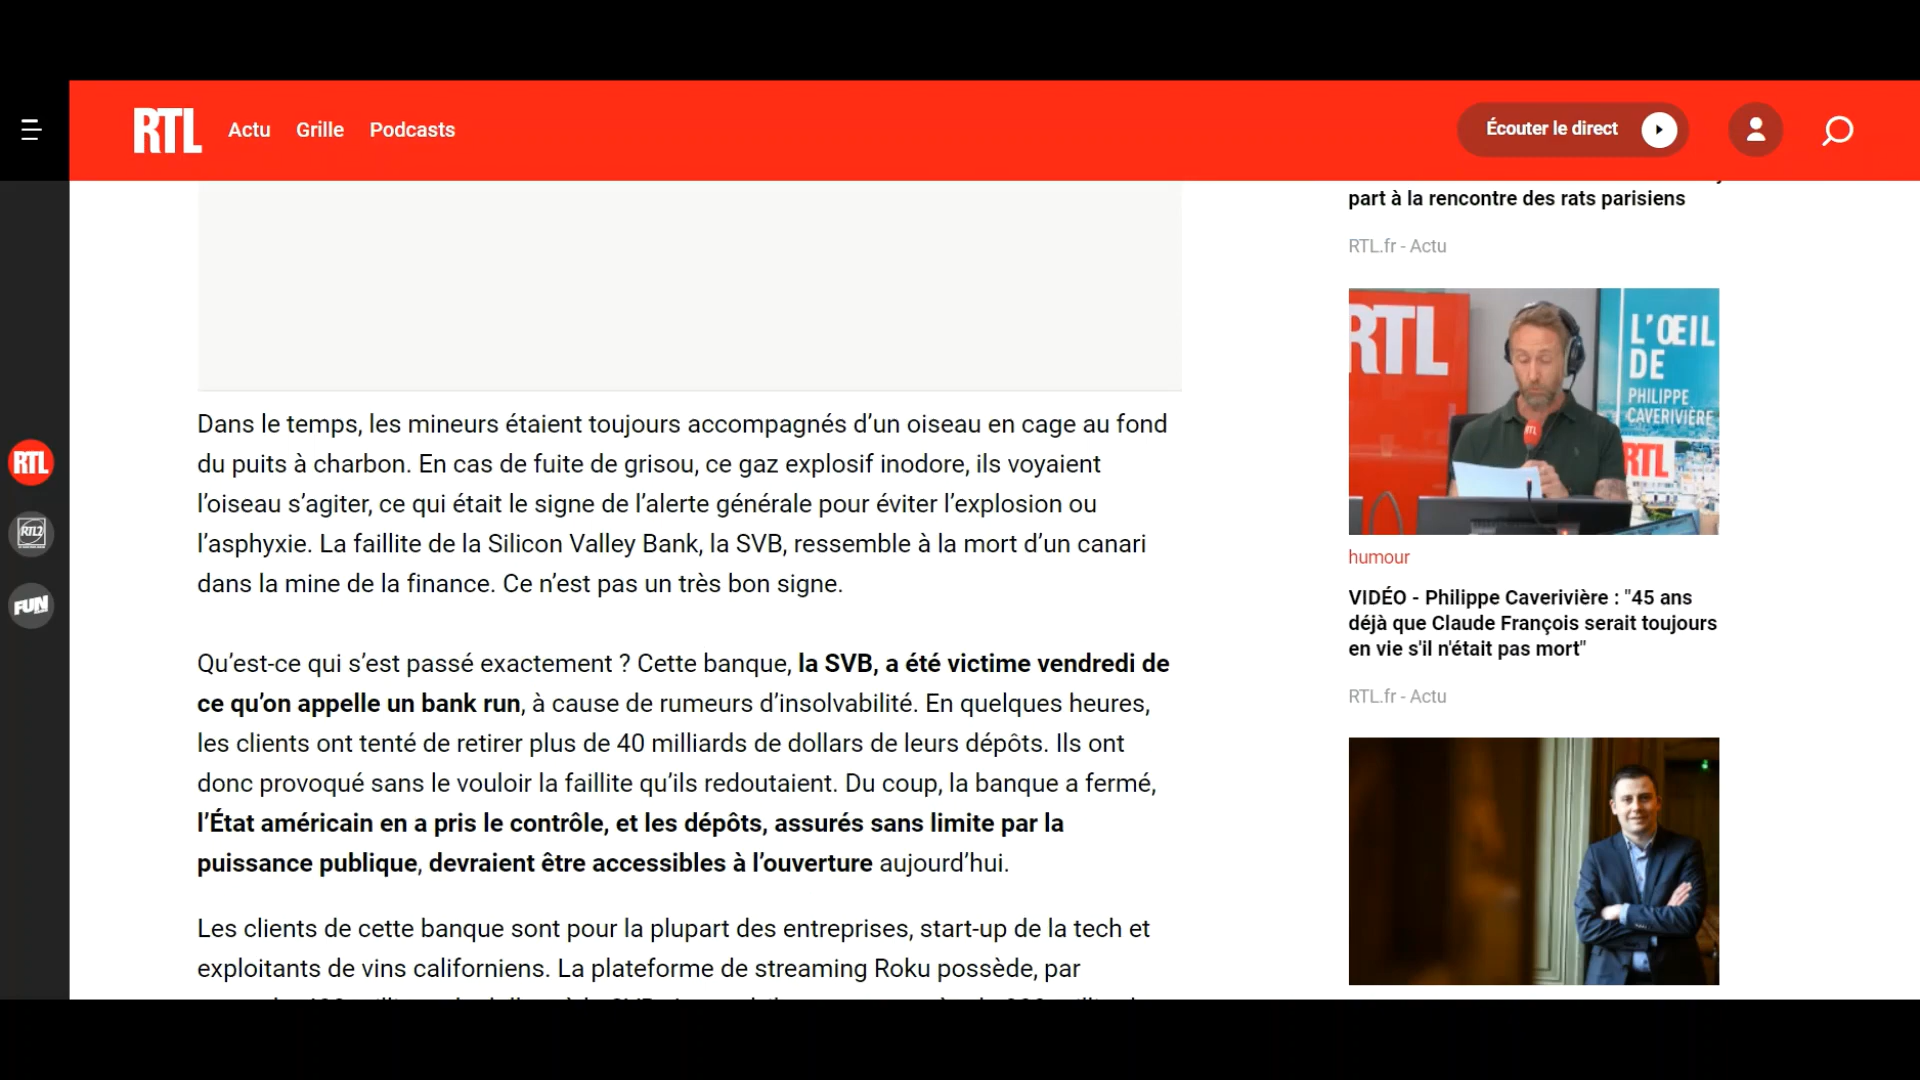 RTL
Actu
Grille
Podcasts
Écouter le direct
RTL
RTL2
FUN
Dans le temps, les mineurs étaient toujours accompagnés d’un oiseau en cage au fond
du puits à charbon. En cas de fuite de grisou, ce gaz explosif inodore, ils voyaient
l’oiseau s’agiter, ce qui était le signe de l’alerte générale pour éviter l’explosion ou
l’asphyxie. La faillite de la Silicon Valley Bank, la SVB, ressemble à la mort d’un canari
dans la mine de la finance. Ce n’est pas un très bon signe.
Qu’est-ce qui s’est passé exactement ? Cette banque, la SVB, a été victime vendredi de
ce qu’on appelle un bank run, à cause de rumeurs d’insolvabilité. En quelques heures,
les clients ont tenté de retirer plus de 40 milliards de dollars de leurs dépôts. Ils ont
donc provoqué sans le vouloir la faillite qu’ils redoutaient. Du coup, la banque a fermé,
l’État américain en a pris le contrôle, et les dépôts, assurés sans limite par la
puissance publique, devraient être accessibles à l’ouverture aujourd’hui.
Les clients de cette banque sont pour la plupart des entreprises, start-up de la tech et
exploitants de vins californiens. La plateforme de streaming Roku possède, par
part à la rencontre des rats parisiens
RTL.fr - Actu
RTL
L'ŒIL
DE
PHILIPPE
CAVERIVIÈRE
RTL
RTL
humour
VIDÉO - Philippe Caverivière : "45 ans
déjà que Claude François serait toujours
en vie s'il n'était pas mort"
RTL.fr - Actu